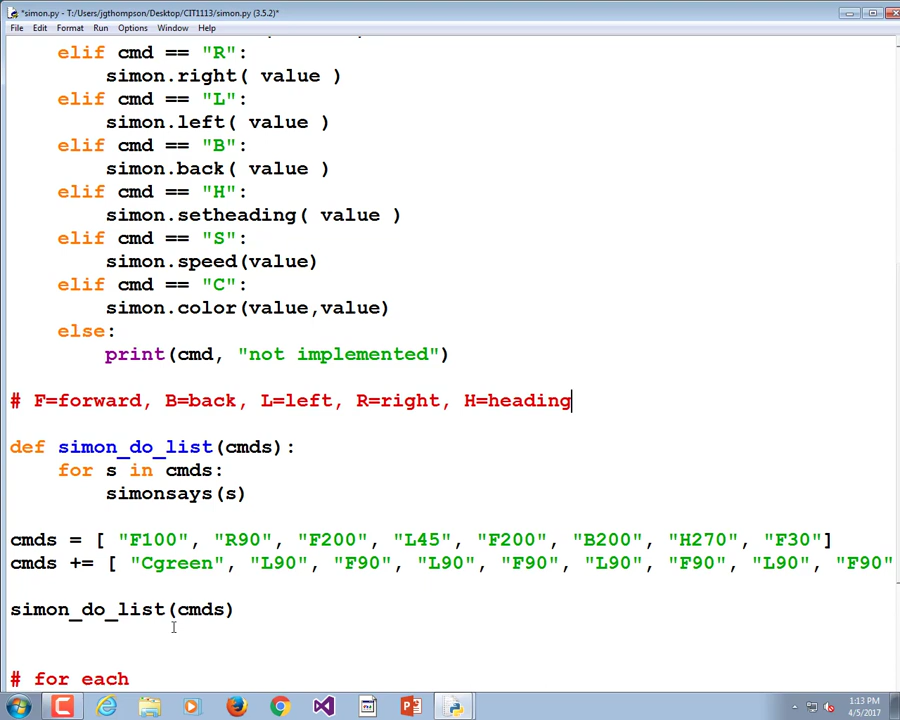 *simon.py - T:/Users/jgthompson/Desktop/CIT1113/simon.py (3.5.2)*
File Edit Format Run Options Window Help
elif cmd == "R":
simon.right( value )
elif cmd == "L":
simon.left( value )
elif cmd == "B":
simon.back( value )
elif cmd == "H":
simon.setheading( value )
elif cmd == "S":
simon.speed(value)
elif cmd == "C":
simon.color(value,value)
else:
print(cmd, "not implemented")
# F=forward, B=back, L=left, R=right, H=heading
def simon_do_list(cmds):
for s in cmds:
simonsays(s)
cmds = [ "F100", "R90", "F200", "L45", "F200", "B200", "H270", "F30"]
cmds += [ "Cgreen", "L90", "F90", "L90", "F90", "L90", "F90", "L90", "F90"
simon_do_list(cmds)
# for each
1:13 PM
4/5/2017